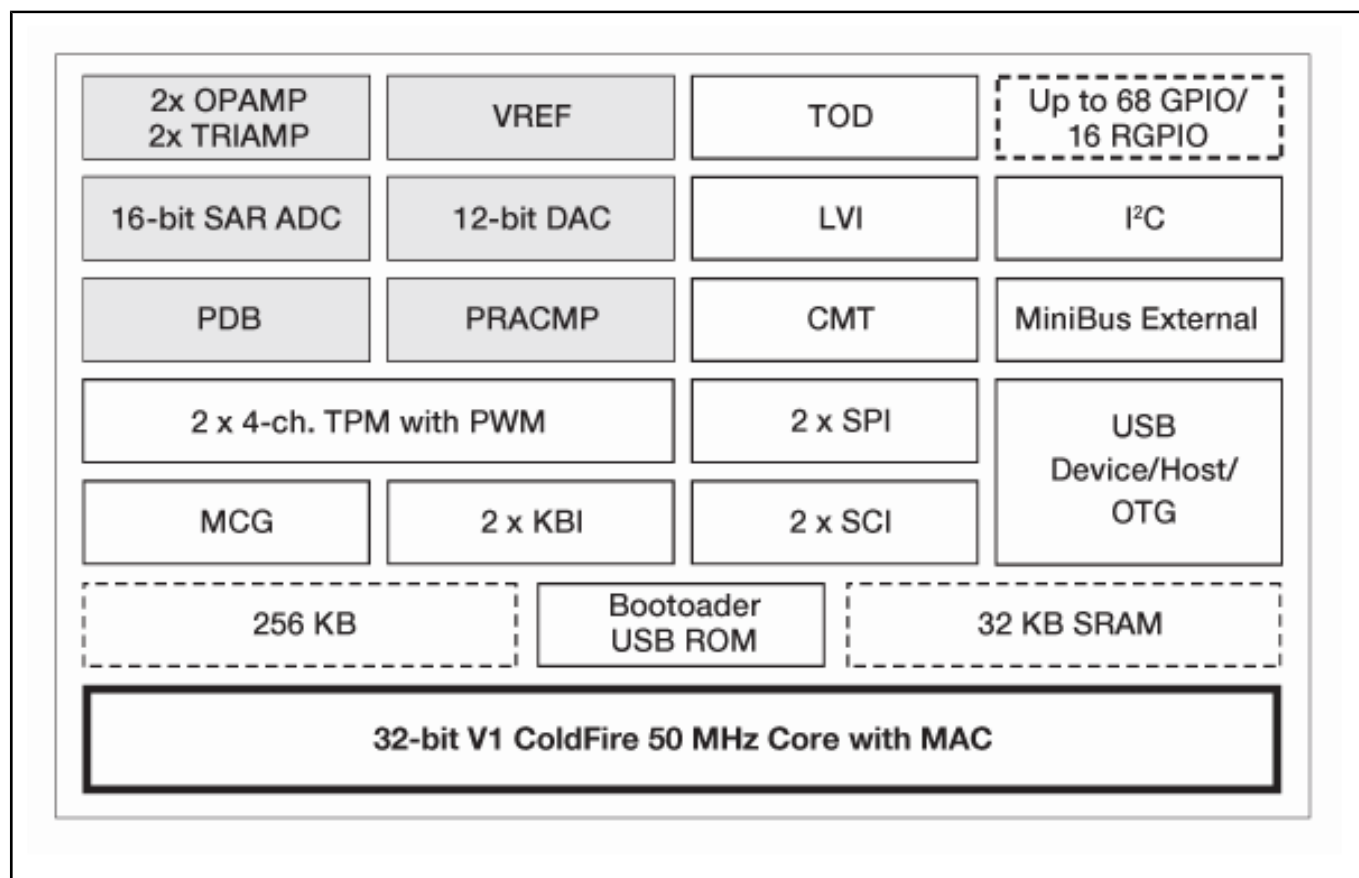 2x OPAMP
2x TRIAMP
VREF
TOD
Up to 68 GPIO/
16 RGPIO
16-bit SAR ADC
12-bit DAC
LVI
I²C
PDB
PRACMP
CMT
MiniBus External
2 x 4-ch. TPM with PWM
2 x SPI
USB
Device/Host/
OTG
MCG
2 x KBI
2 x SCI
256 KB
Bootoader
USB ROM
32 KB SRAM
32-bit V1 ColdFire 50 MHz Core with MAC